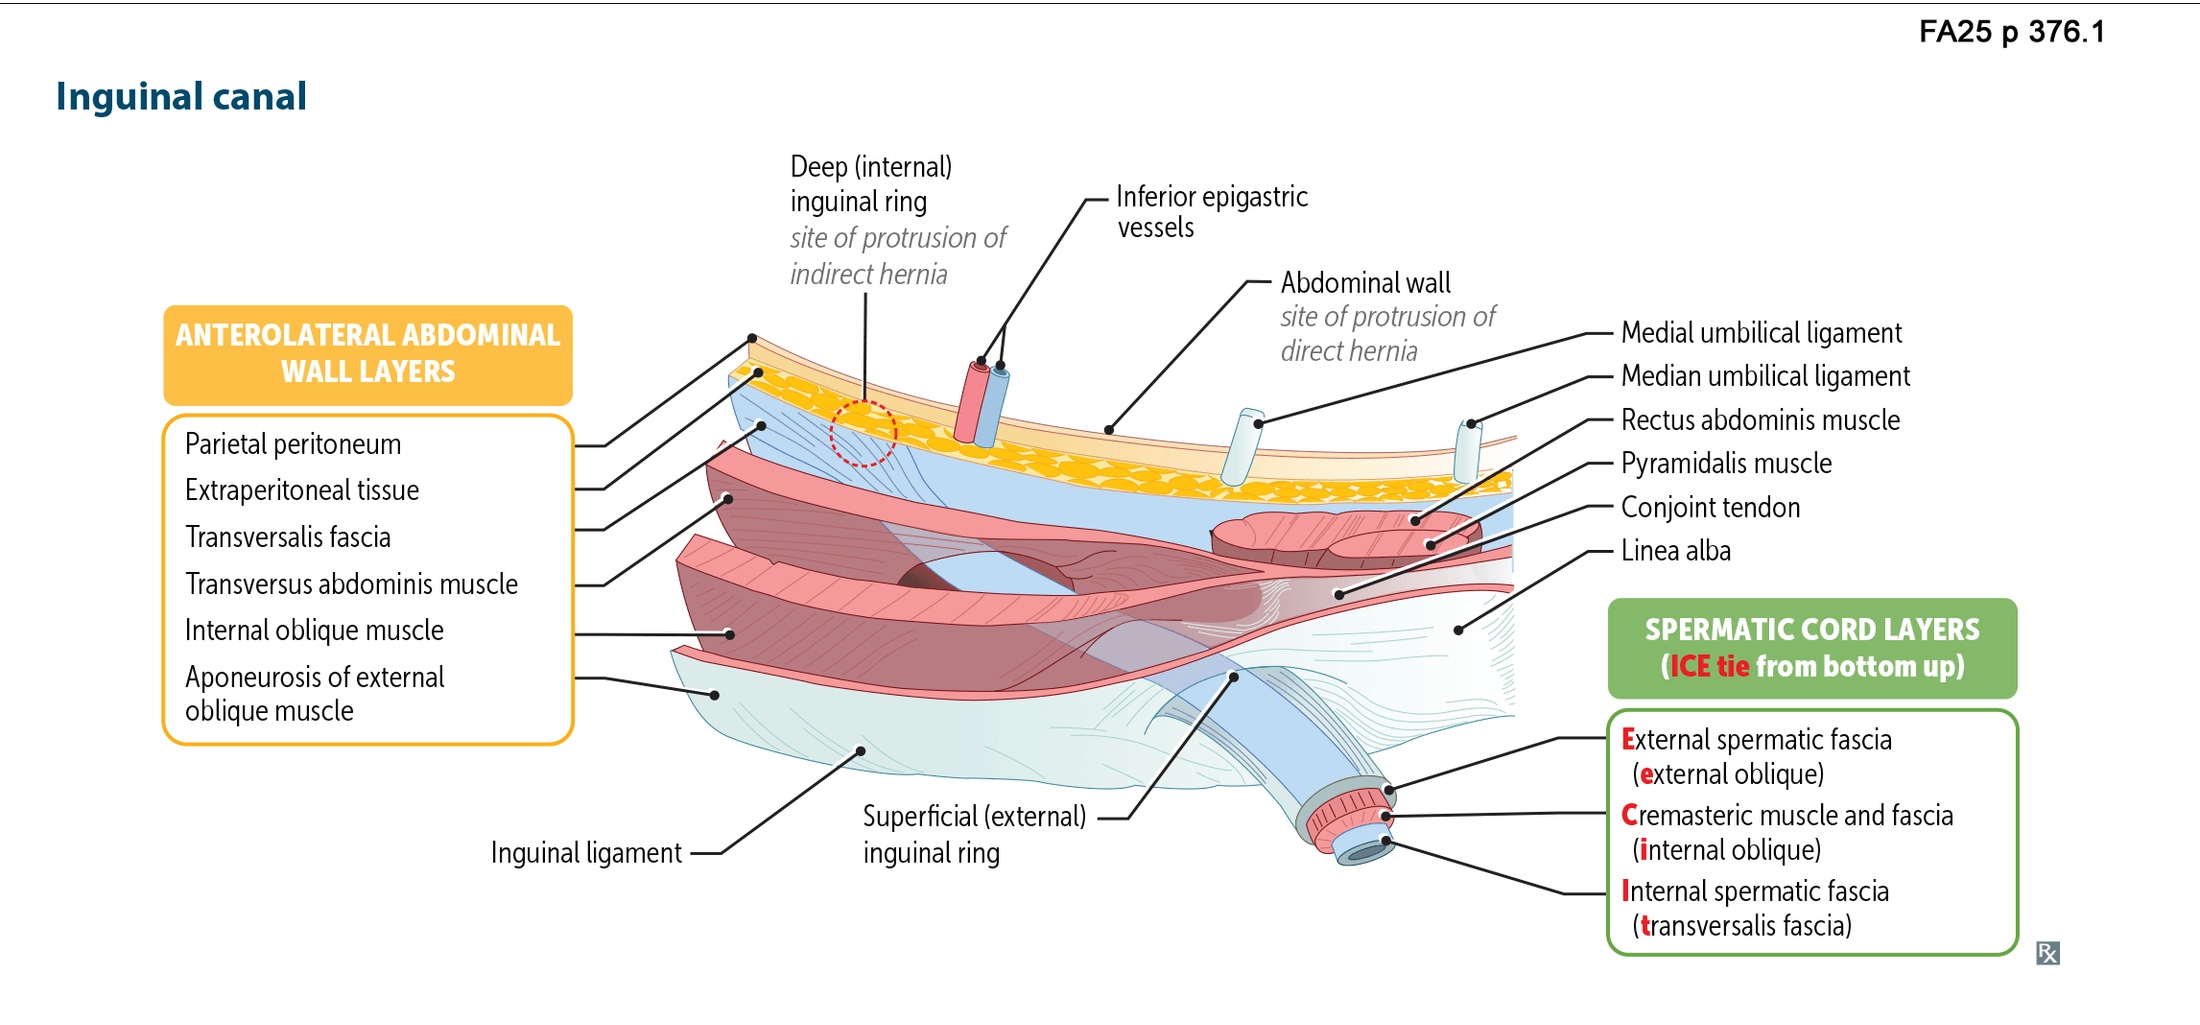 FA25 p 376.1
Inguinal canal
Deep (internal)
inguinal ring
site of protrusion of
indirect hernia
Inferior epigastric
vessels
Abdominal wall
site of protrusion of
direct hernia
ANTEROLATERAL ABDOMINAL
WALL LAYERS
Parietal peritoneum
Extraperitoneal tissue
Transversalis fascia
Transversus abdominis muscle
Internal oblique muscle
Aponeurosis of external
oblique muscle
Inguinal ligament
Superficial (external)
inguinal ring
Medial umbilical ligament
Median umbilical ligament
Rectus abdominis muscle
Pyramidalis muscle
Conjoint tendon
Linea alba
SPERMATIC CORD LAYERS
(ICE tie from bottom up)
External spermatic fascia
(external oblique)
Cremasteric muscle and fascia
(internal oblique)
Internal spermatic fascia
(transversalis fascia)
Rx